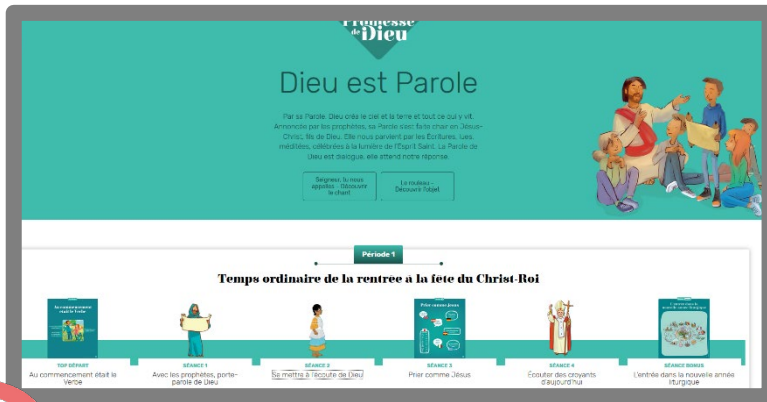 Promesse
de Dieu
Dieu est Parole
Par sa Parole, Dieu crée le ciel et la terre et tout ce qui y vit.
Annoncée par les prophètes, sa Parole s'est faite chair en Jésus-
Christ, fils de Dieu. Elle nous parvient par les Écritures, lues,
méditées, célébrées à la lumière de l'Esprit Saint. La Parole de
Dieu est dialogue, elle attend notre réponse.
Seigneur, tu nous
appelles - Découvrir
le chant
Le rouleau -
Découvrir l'objet
Période 1
Temps ordinaire de la rentrée à la fête du Christ-Roi
Au commencement
était le Verbe
Prier comme Jésus
TOP DÉPART
Au commencement était le
Verbe
SÉANCE 1
Avec les prophètes, porte-
parole de Dieu
SÉANCE 2
Se mettre à l'écoute de Dieu
SÉANCE 3
Prier comme Jésus
SÉANCE 4
Écouter des croyants
d'aujourd'hui
SÉANCE BONUS
L'entrée dans la nouvelle année
liturgique